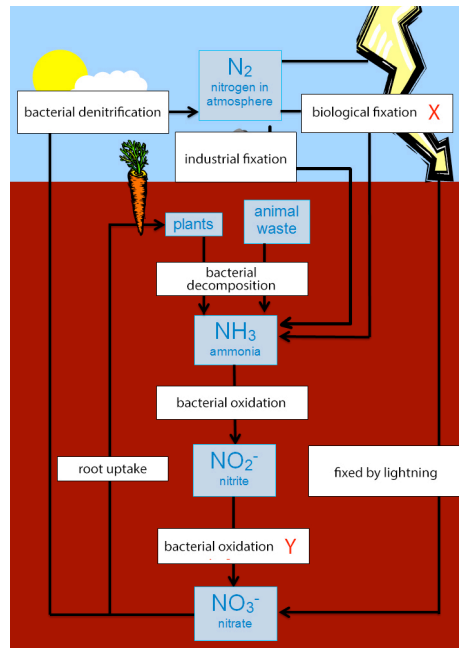 N₂
nitrogen in
atmosphere
bacterial denitrification
biological fixation X
industrial fixation
plants
animal
waste
bacterial
decomposition
NH₃
ammonia
bacterial oxidation
NO₂⁻
nitrite
root uptake
fixed by lightning
bacterial oxidation Y
NO₃⁻
nitrate